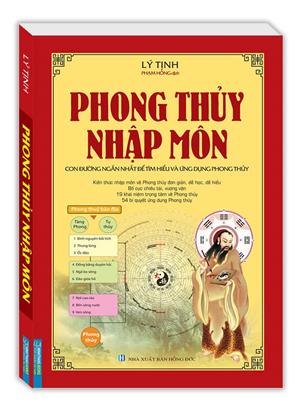 LÝ TỊNH
PHẠM HỒNG dịch
PHONG THỦY
NHẬP MÔN
CON ĐƯỜNG NGẮN NHẤT ĐỂ TÌM HIỂU VÀ ỨNG DỤNG PHONG THỦY
Kiến thức nhập môn về Phong thủy đơn giản, dễ học, dễ hiểu
Bố cục chiêu tài, vượng vận
19 khái niệm trọng tâm về Phong thủy
54 bí quyết ứng dụng Phong thủy
Phong thủy bảo địa
Tàng Phong
Tụ thủy
Phong thủy
NHÀ XUẤT BẢN HỒNG ĐỨC
LÝ TỊNH
PHONG THỦY NHẬP MÔN